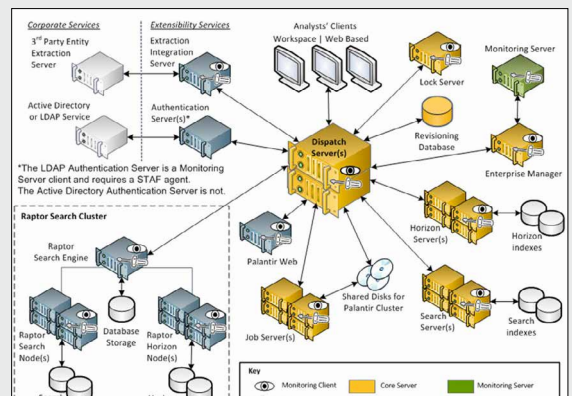 Corporate Services
Extensibility Services
Analysts' Clients
Workspace | Web Based
3rd Party Entity
Extraction
Server
Extraction
Integration
Server
Lock Server
Monitoring Server
Active Directory
or LDAP Service
Authentication
Server(s)*
Dispatch
Server(s)
Revisioning
Database
Enterprise Manager
*The LDAP Authentication Server is a Monitoring
Server client and requires a STAF agent.
The Active Directory Authentication Server is not.
Raptor Search Cluster
Raptor
Search Engine
Palantir Web
Horizon
Server(s)
Horizon
indexes
Raptor
Search
Node(s)
Database
Storage
Raptor
Horizon
Node(s)
Job Server(s)
Shared Disks for
Palantir Cluster
Search
Server(s)
Search
indexes
Key
Monitoring Client
Core Server
Monitoring Server